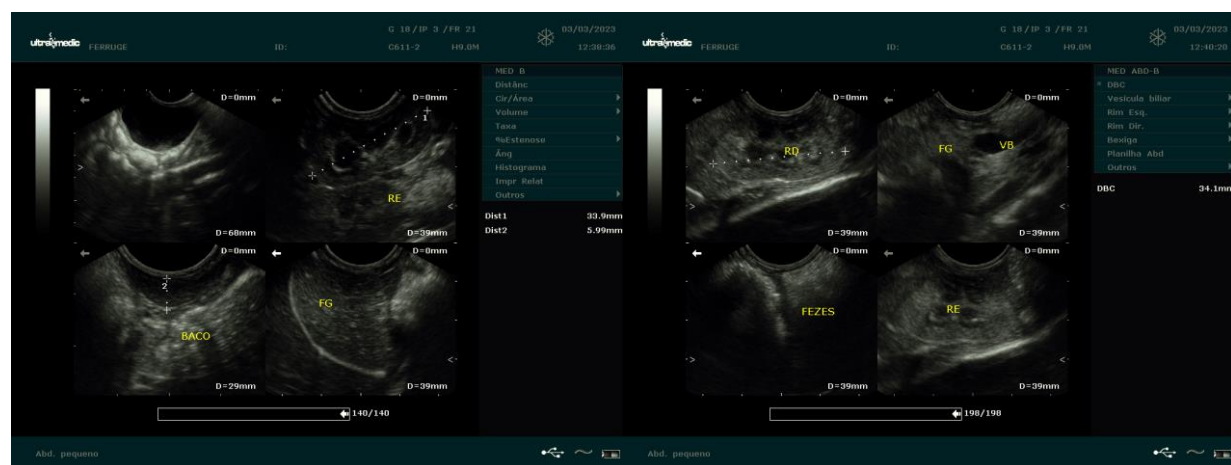 ultramedic FERRUGE ID: G 10/IP 3 /FR 21 03/03/2023
C611-2 H9.0M 12:38:36
MED B
Distânc
Cir/Área
Volume
Taxa
%Estenose
Âng
Histograma
Impr Relat
Outros
Dist1 33.9mm
Dist2 5.99mm
D=0mm
D=68mm
D=0mm
1
RE
D=39mm
D=0mm
2
BACO
D=29mm
D=0mm
FG
D=39mm
140/140
Abd. pequeno
ultramedic FERRUGE ID: G 10/IP 3 /FR 21 03/03/2023
C611-2 H9.0M 12:40:20
MED ABD-B
DBC
Vesícula biliar
Rim Esq.
Rim Dir.
Bexiga
Planilha Abd
Outros
DBC 34.1mm
D=0mm
RD
D=39mm
D=0mm
FG VB
D=39mm
D=0mm
FEZES
D=39mm
D=0mm
RE
D=39mm
198/198
Abd. pequeno